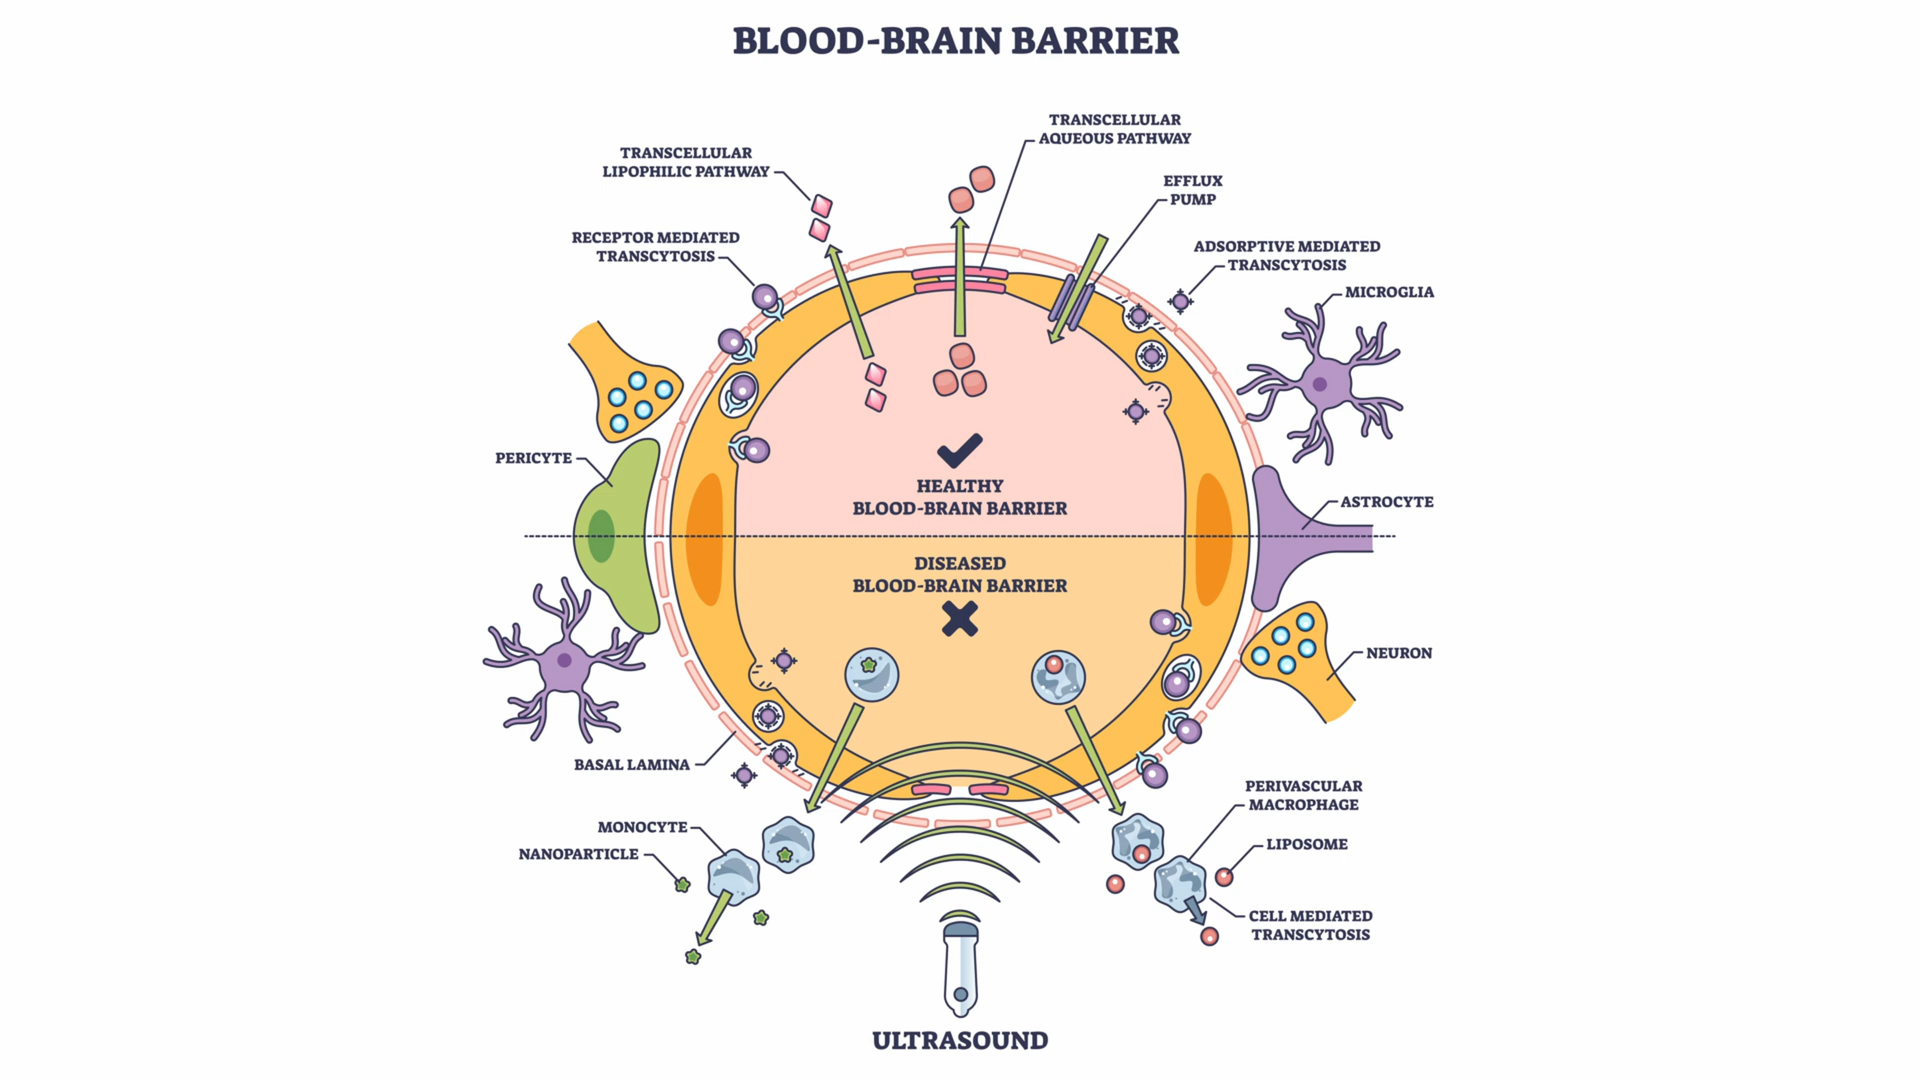 BLOOD-BRAIN BARRIER
TRANSCELLULAR
AQUEOUS PATHWAY
TRANSCELLULAR
LIPOPHILIC PATHWAY
EFFLUX
PUMP
RECEPTOR MEDIATED
TRANSCYTOSIS
ADSORPTIVE MEDIATED
TRANSCYTOSIS
MICROGLIA
PERICYTE
HEALTHY
BLOOD-BRAIN BARRIER
ASTROCYTE
DISEASED
BLOOD-BRAIN BARRIER
NEURON
BASAL LAMINA
PERIVASCULAR
MACROPHAGE
MONOCYTE
NANOPARTICLE
LIPOSOME
CELL MEDIATED
TRANSCYTOSIS
ULTRASOUND